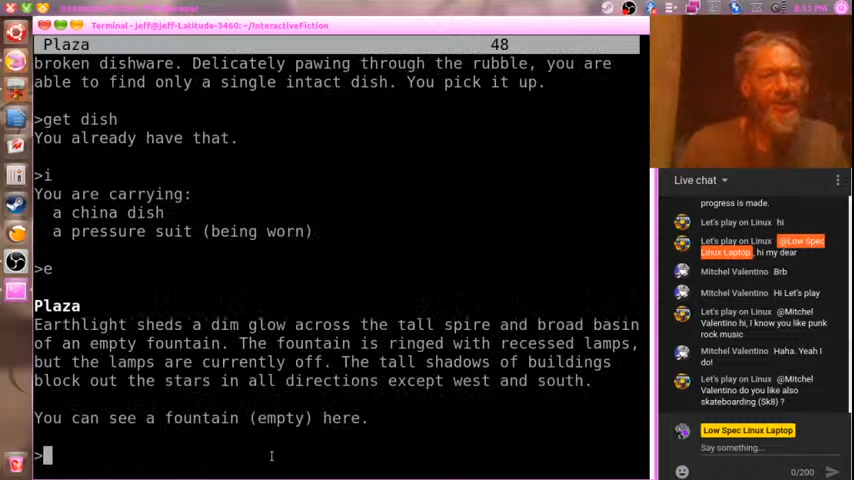 8:53 PM
Terminal - jeff@jeff-Latitude-3460: ~/InteractiveFiction
Plaza 48
broken dishware. Delicately pawing through the rubble, you are
able to find only a single intact dish. You pick it up.
>get dish
You already have that.
>i
You are carrying:
a china dish
a pressure suit (being worn)
>e
Plaza
Earthlight sheds a dim glow across the tall spire and broad basin
of an empty fountain. The fountain is ringed with recessed lamps,
but the lamps are currently off. The tall shadows of buildings
block out the stars in all directions except west and south.
You can see a fountain (empty) here.
>
Live chat
progress is made.
Let's play on Linux hi
Let's play on Linux @Low Spec
Linux Laptop , hi my dear
Mitchel Valentino Brb
Mitchel Valentino Hi Let's play
Let's play on Linux @Mitchel
Valentino hi, I know you like punk
rock music
Mitchel Valentino Haha. Yeah I
do!
Let's play on Linux @Mitchel
Valentino do you like also
skateboarding (Sk8) ?
Low Spec Linux Laptop
Say something...
0/200